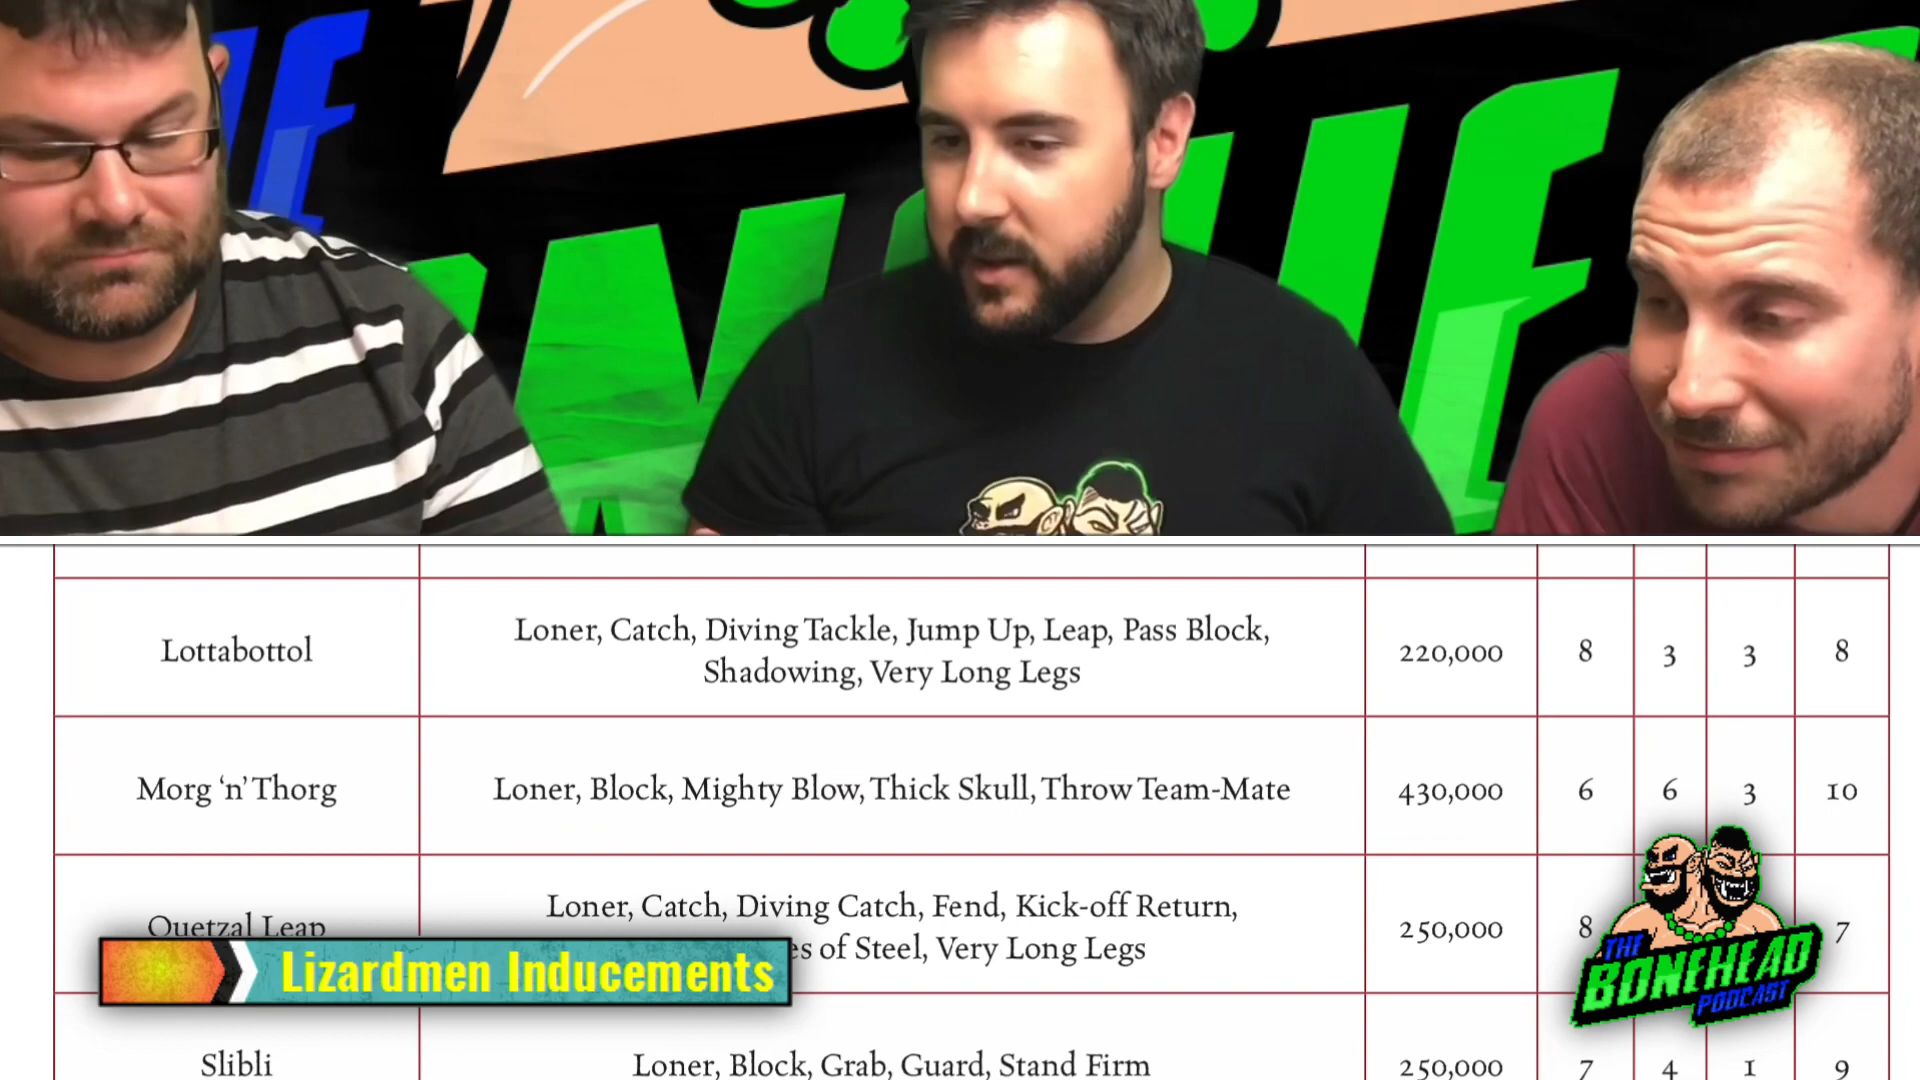 Lottabottol
Loner, Catch, Diving Tackle, Jump Up, Leap, Pass Block,
Shadowing, Very Long Legs
220,000 8 3 3 8
Morg ‘n’ Thorg
Loner, Block, Mighty Blow, Thick Skull, Throw Team-Mate
430,000 6 6 3 10
Quetzal Leap
Loner, Catch, Diving Catch, Fend, Kick-off Return,
of Steel, Very Long Legs
250,000 8 7
Lizardmen Inducements
THE
BONEHEAD
PODCAST
Slibli
Loner, Block, Grab, Guard, Stand Firm
250,000 7 4 1 9